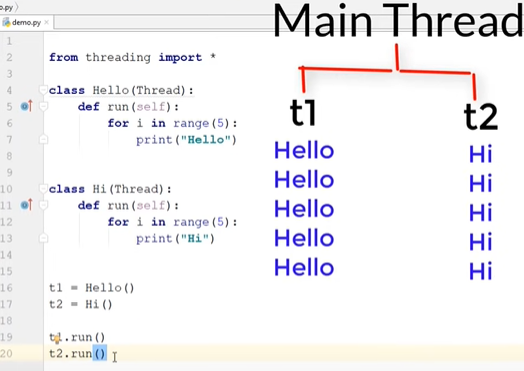 o.py
demo.py ×
Main Thread
1
2 from threading import *
3
4 class Hello(Thread):
5 def run(self):
6 for i in range(5):
7 print("Hello")
8
9
10 class Hi(Thread):
11 def run(self):
12 for i in range(5):
13 print("Hi")
14
15
16 t1 = Hello()
17 t2 = Hi()
18
19 t1.run()
20 t2.run()
t1
Hello
Hello
Hello
Hello
Hello
t2
Hi
Hi
Hi
Hi
Hi